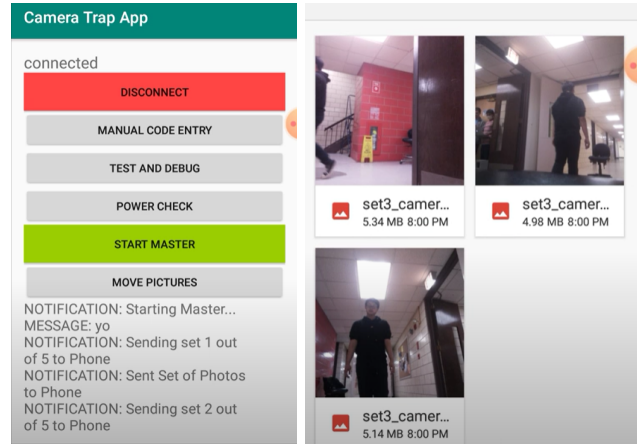 Camera Trap App
connected
DISCONNECT
MANUAL CODE ENTRY
TEST AND DEBUG
POWER CHECK
START MASTER
MOVE PICTURES
NOTIFICATION: Starting Master...
MESSAGE: yo
NOTIFICATION: Sending set 1 out
of 5 to Phone
NOTIFICATION: Sent Set of Photos
to Phone
NOTIFICATION: Sending set 2 out
of 5 to Phone
set3_camer...
5.34 MB 8:00 PM
set3_camer...
4.98 MB 8:00 PM
set3_camer...
5.14 MB 8:00 PM